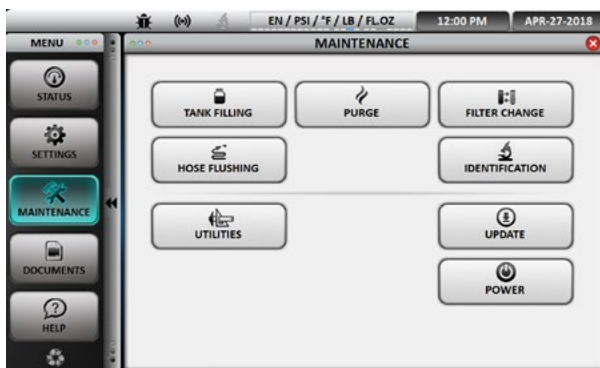 EN / PSI / °F / LB / FL.OZ 12:00 PM APR-27-2018
MENU MAINTENANCE
STATUS
SETTINGS
MAINTENANCE
DOCUMENTS
HELP
TANK FILLING PURGE FILTER CHANGE
HOSE FLUSHING IDENTIFICATION
UTILITIES UPDATE
POWER